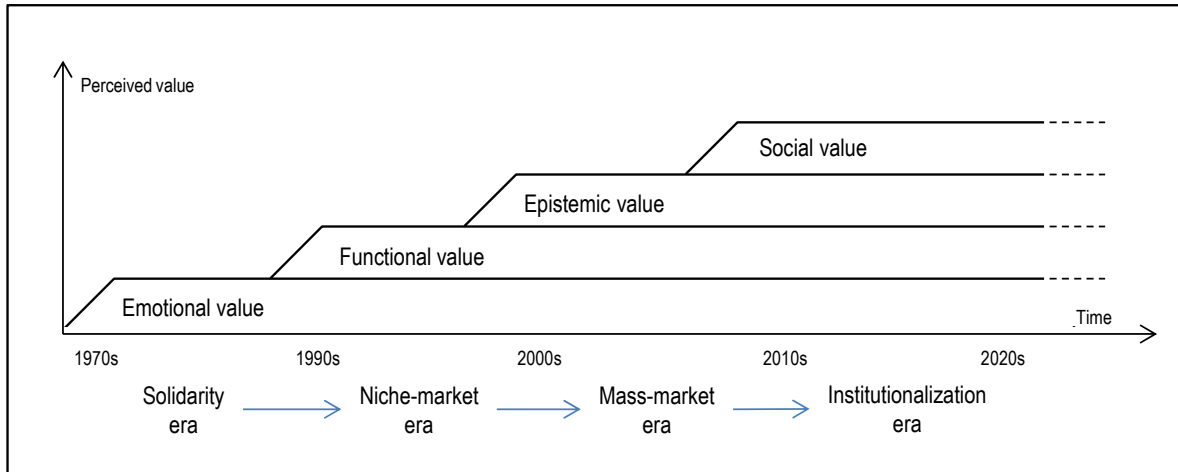 Perceived value
Social value
Epistemic value
Functional value
Emotional value
Time
1970s 1990s 2000s 2010s 2020s
Solidarity era
Niche-market era
Mass-market era
Institutionalization era